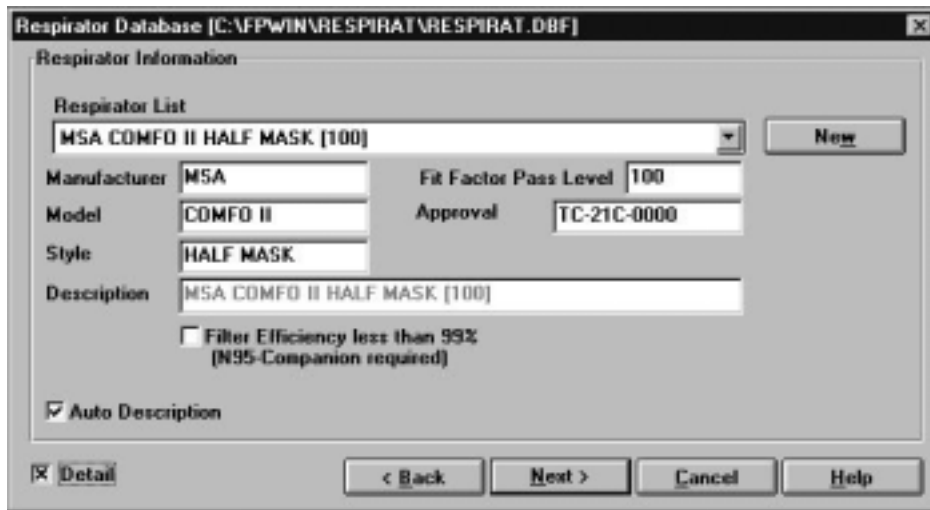 Respirator Database [C:\FPWIN\RESPIRAT\RESPIRAT.DBF]
Respirator Information
Respirator List
MSA COMFO II HALF MASK [100]
New
Manufacturer MSA Fit Factor Pass Level 100
Model COMFO II Approval TC-21C-0000
Style HALF MASK
Description MSA COMFO II HALF MASK [100]
Filter Efficiency less than 99%
(N95-Companion required)
Auto Description
Detail < Back Next > Cancel Help